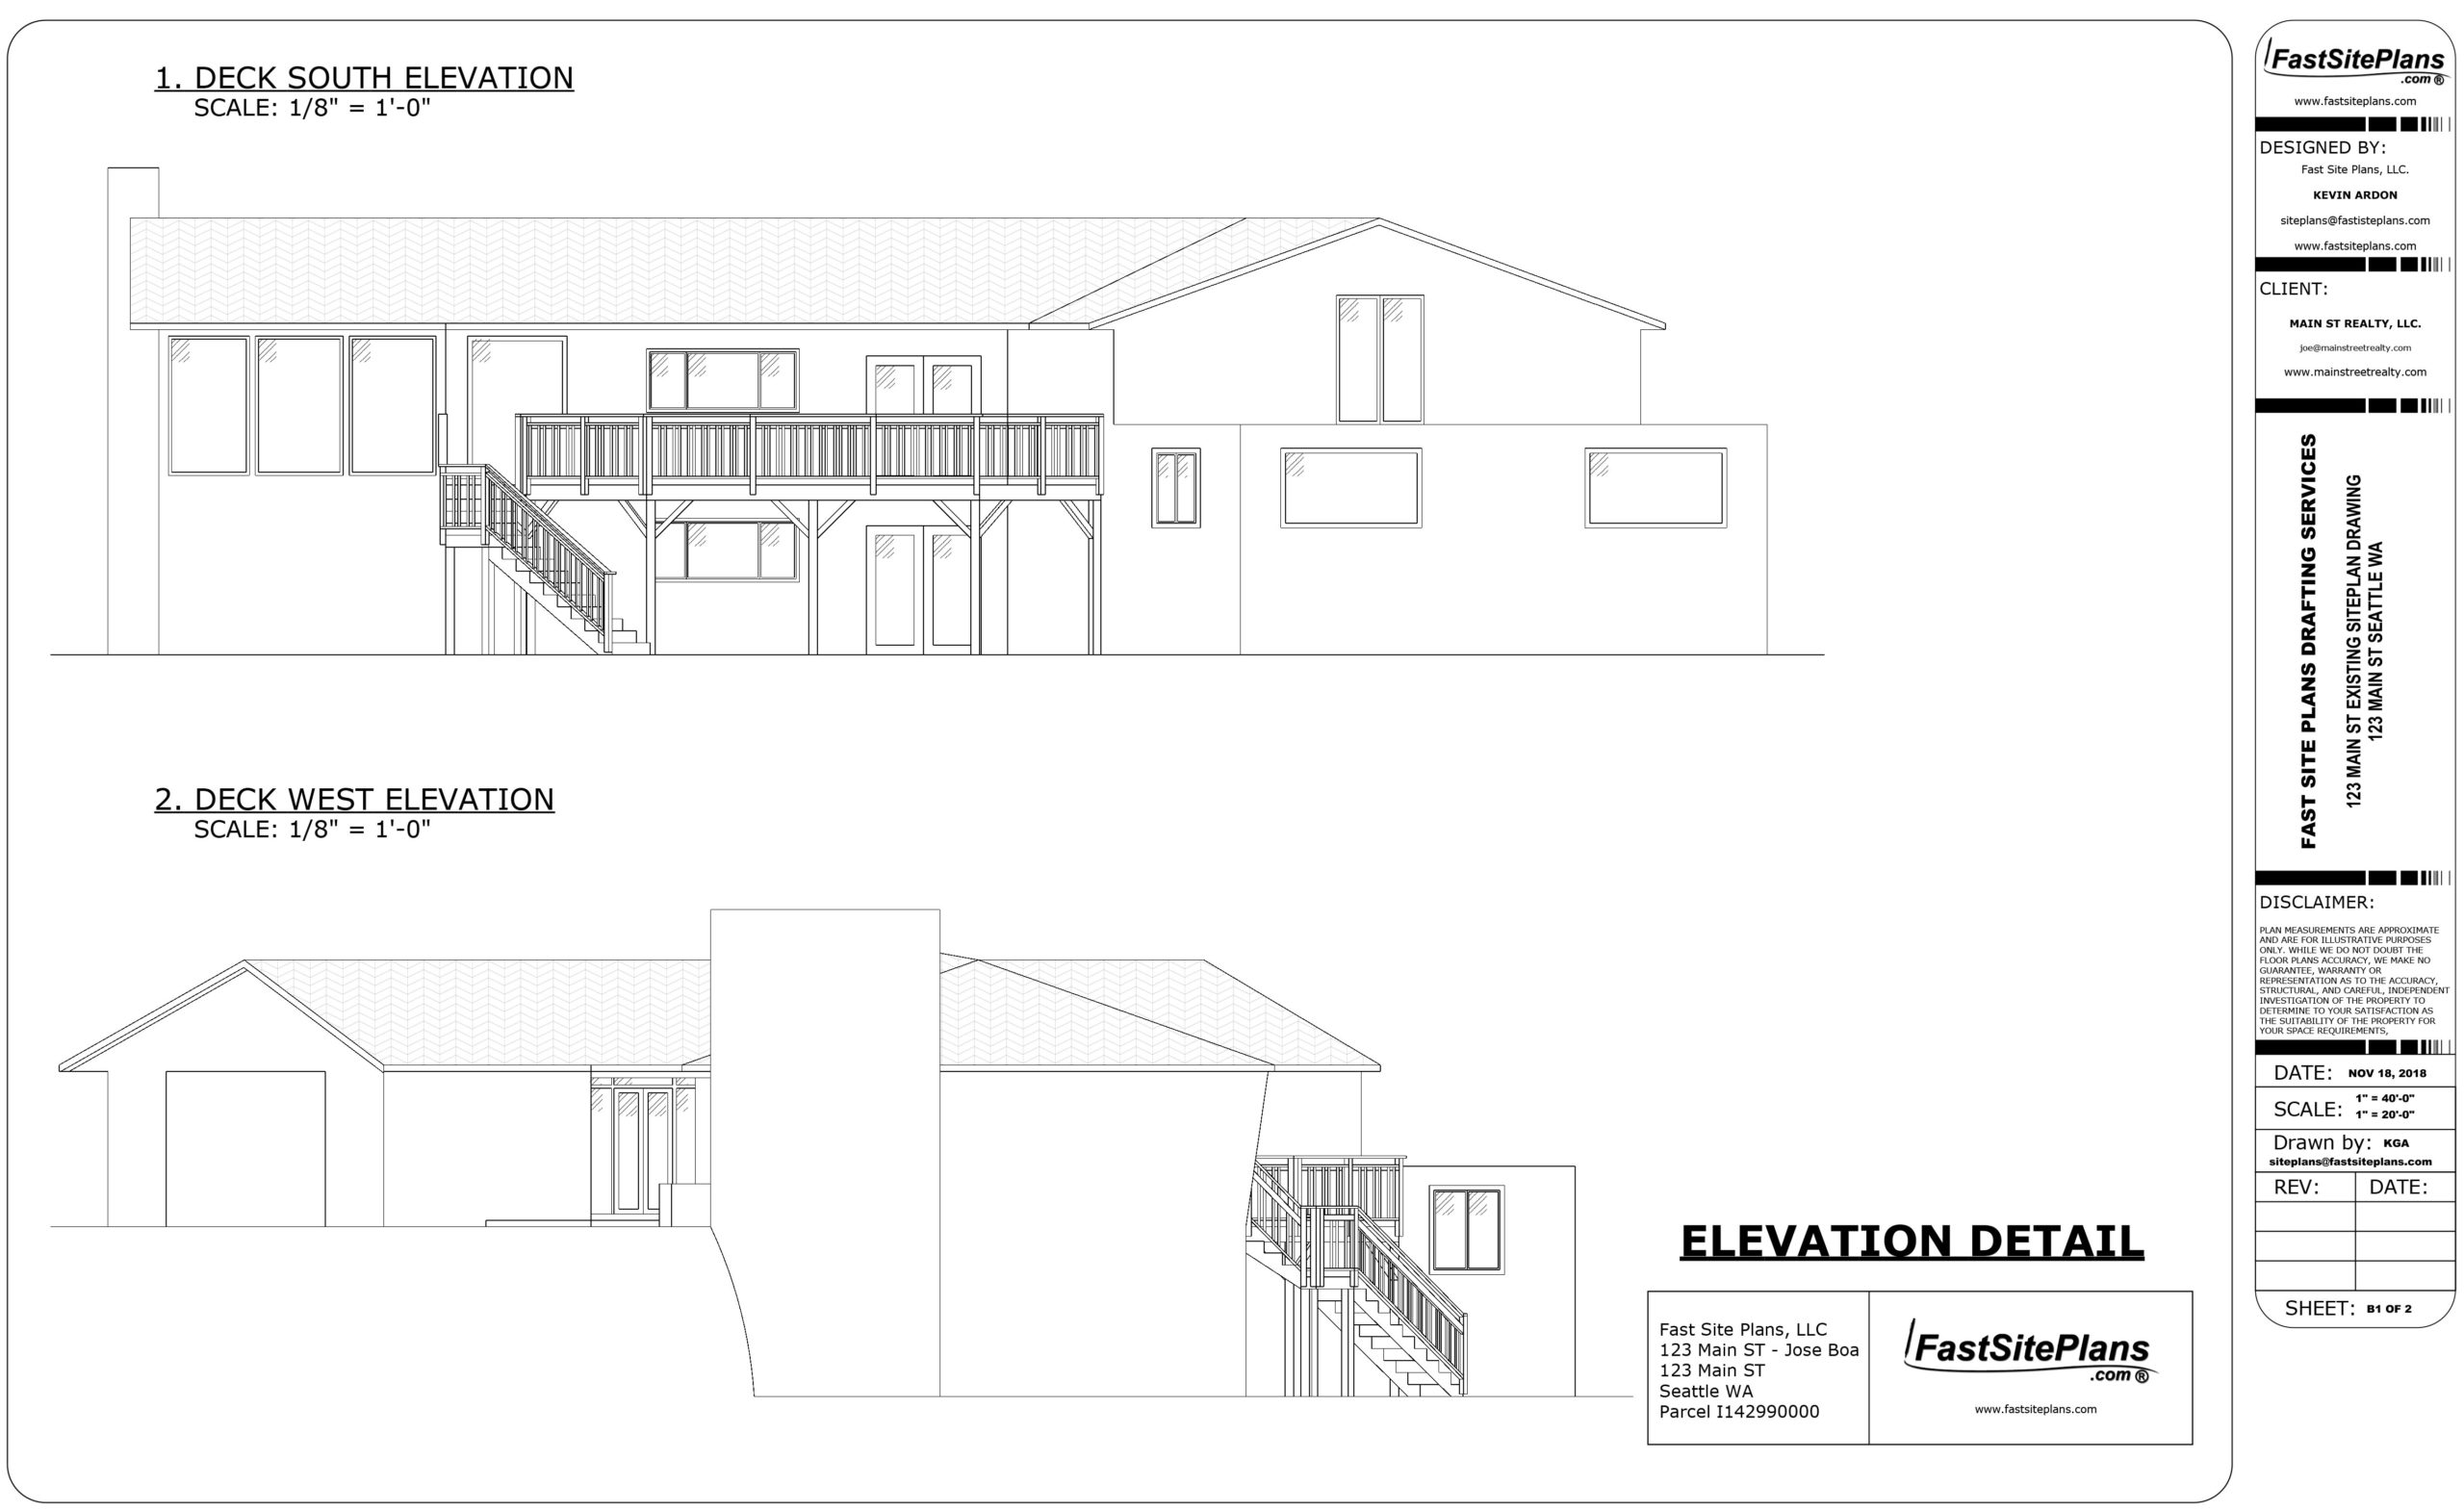 1. DECK SOUTH ELEVATION
SCALE: 1/8" = 1'-0"
2. DECK WEST ELEVATION
SCALE: 1/8" = 1'-0"
ELEVATION DETAIL
Fast Site Plans, LLC
123 Main ST - Jose Boa
123 Main ST
Seattle WA
Parcel I142990000
FastSitePlans
.com ®
www.fastsiteplans.com
FastSitePlans
.com ®
www.fastsiteplans.com
DESIGNED BY:
Fast Site Plans, LLC.
KEVIN ARDON
siteplans@fastisteplans.com
www.fastsiteplans.com
CLIENT:
MAIN ST REALTY, LLC.
joe@mainstreetrealty.com
www.mainstreetrealty.com
FAST SITE PLANS DRAFTING SERVICES
123 MAIN ST EXISTING SITEPLAN DRAWING
123 MAIN ST SEATTLE WA
DISCLAIMER:
PLAN MEASUREMENTS ARE APPROXIMATE
AND ARE FOR ILLUSTRATIVE PURPOSES
ONLY. WHILE WE DO NOT DOUBT THE
FLOOR PLANS ACCURACY, WE MAKE NO
GUARANTEE, WARRANTY OR
REPRESENTATION AS TO THE ACCURACY,
STRUCTURAL, AND CAREFUL, INDEPENDENT
INVESTIGATION OF THE PROPERTY TO
DETERMINE TO YOUR SATISFACTION AS
THE SUITABILITY OF THE PROPERTY FOR
YOUR SPACE REQUIREMENTS,
DATE: NOV 18, 2018
SCALE: 1" = 40'-0"
1" = 20'-0"
Drawn by: KGA
siteplans@fastsiteplans.com
REV: DATE:
SHEET: B1 OF 2